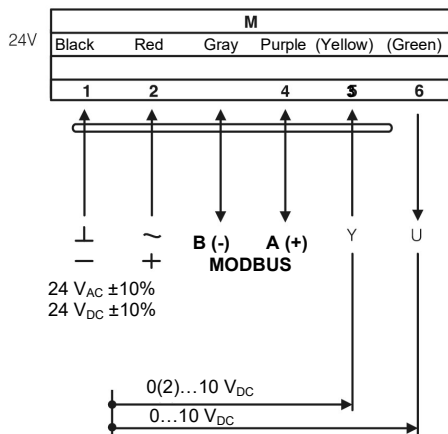 M
24V Black Red Gray Purple (Yellow) (Green)
1 2 4 6
⊥ ~ B (-) A (+) Y U
− + MODBUS
24 VAC ±10%
24 VDC ±10%
0(2)…10 VDC
0…10 VDC